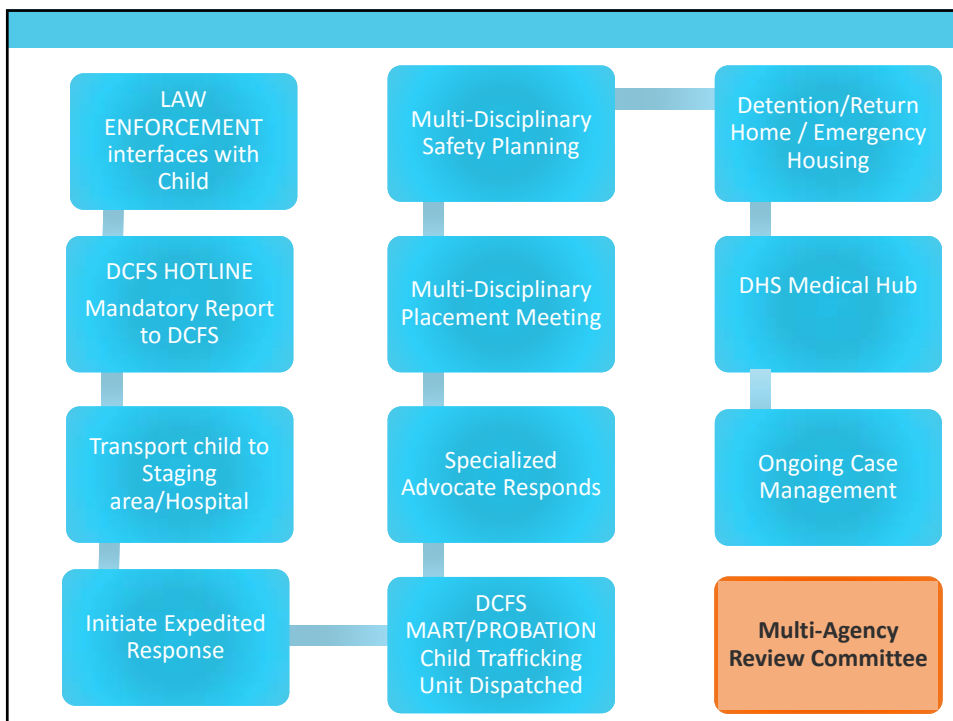 LAW
ENFORCEMENT
interfaces with
Child
DCFS HOTLINE
Mandatory Report
to DCFS
Transport child to
Staging
area/Hospital
Initiate Expedited
Response
DCFS
MART/PROBATION
Child Trafficking
Unit Dispatched
Specialized
Advocate Responds
Multi-Disciplinary
Placement Meeting
Multi-Disciplinary
Safety Planning
Detention/Return
Home / Emergency
Housing
DHS Medical Hub
Ongoing Case
Management
Multi-Agency
Review Committee